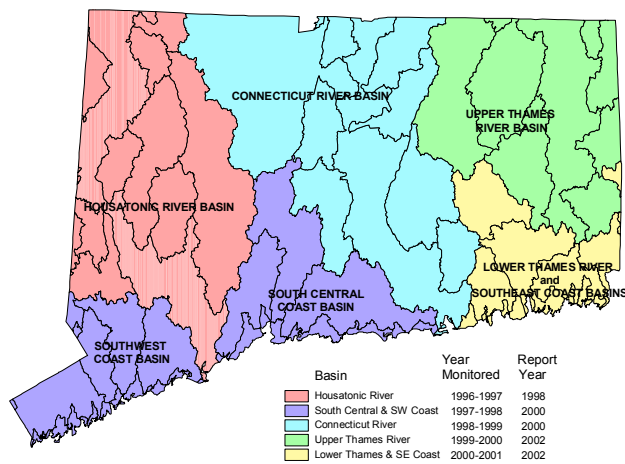 CONNECTICUT RIVER BASIN
UPPER THAMES
RIVER BASIN
HOUSATONIC RIVER BASIN
LOWER THAMES RIVER
and
SOUTHEAST COAST BASINS
SOUTH CENTRAL
COAST BASIN
SOUTHWEST
COAST BASIN
Basin Year Monitored Report Year
Housatonic River 1996-1997 1998
South Central & SW Coast 1997-1998 2000
Connecticut River 1998-1999 2000
Upper Thames River 1999-2000 2002
Lower Thames & SE Coast 2000-2001 2002